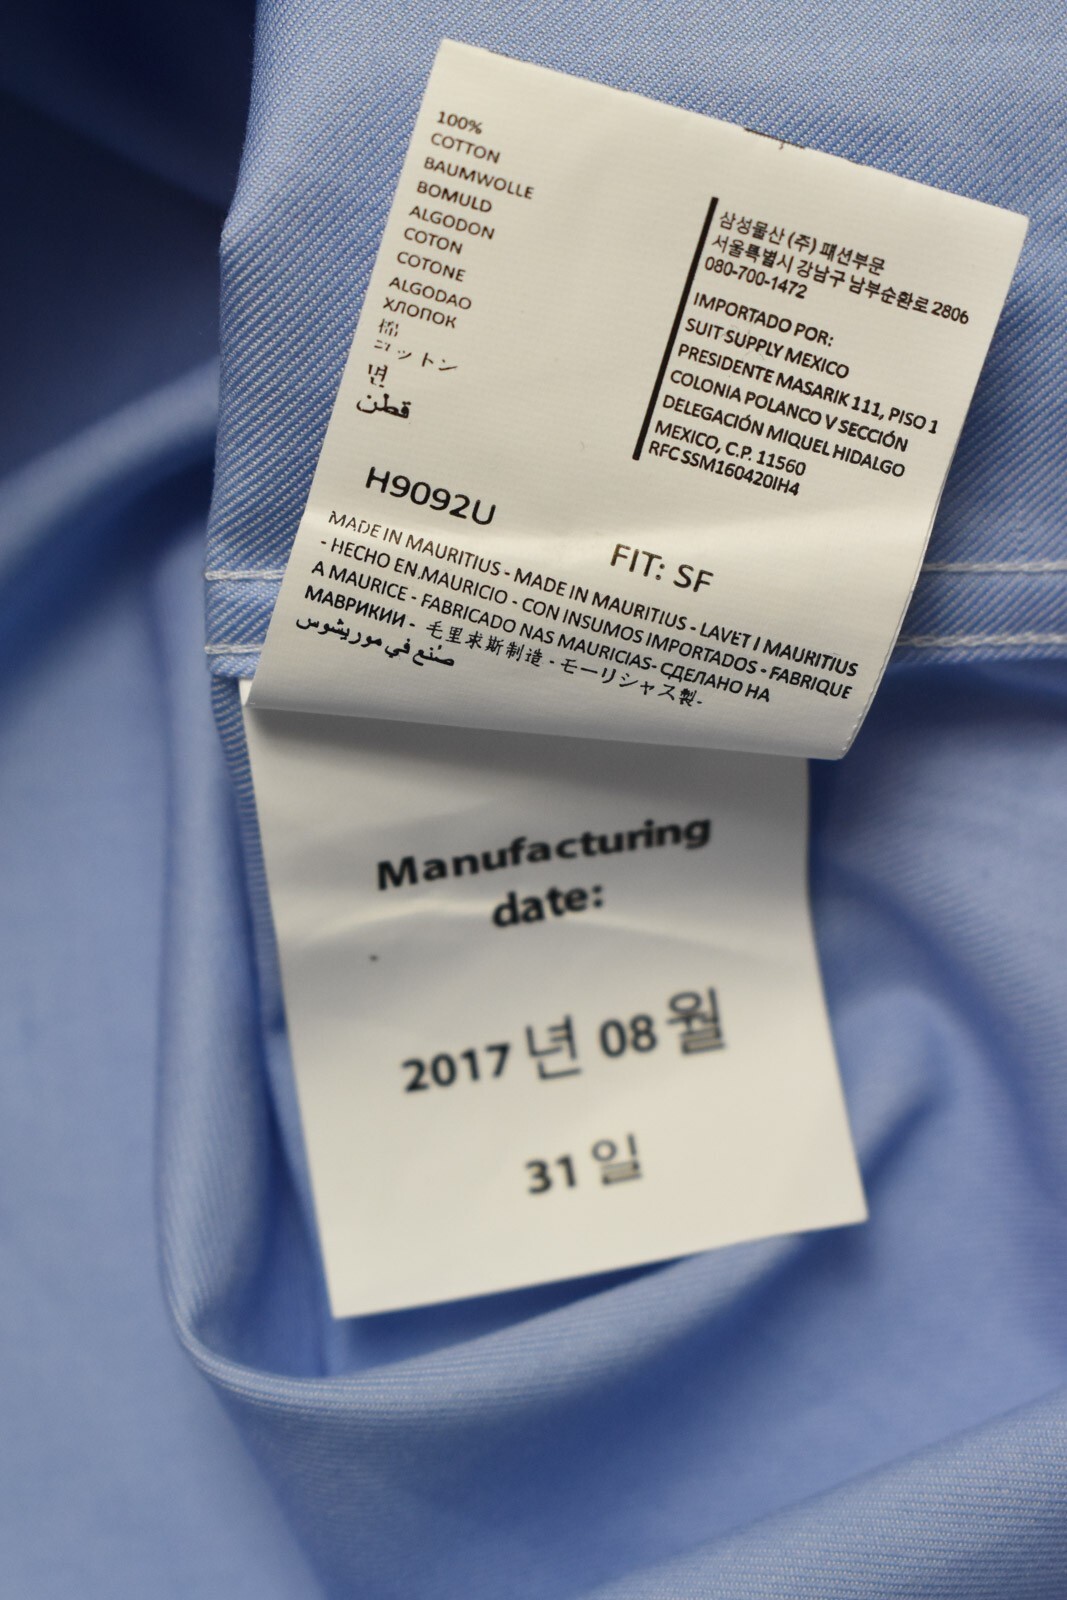 100%
COTTON
BAUMWOLLE
BOMULD
ALGODON
COTON
COTONE
ALGODAO
ХЛОПОК
棉
コットン
면
قطن
삼성물산 (주) 패션부문
서울특별시 강남구 남부순환로 2806
080-700-1472
IMPORTADO POR:
SUIT SUPPLY MEXICO
PRESIDENTE MASARIK 111, PISO 1
COLONIA POLANCO V SECCIÓN
DELEGACIÓN MIQUEL HIDALGO
MEXICO, C.P. 11560
RFC SSM160420IH4
H9092U
FIT: SF
MADE IN MAURITIUS - MADE IN MAURITIUS - LAVET I MAURITIUS
- HECHO EN MAURICIO - CON INSUMOS IMPORTADOS - FABRIQUE
A MAURICE - FABRICADO NAS MAURICIAS- СДЕЛАНО НА
МАВРИКИИ - 毛里求斯制造 - モーリシャス製-
صنع في موريشوس
Manufacturing
date:
2017 년 08 월
31 일